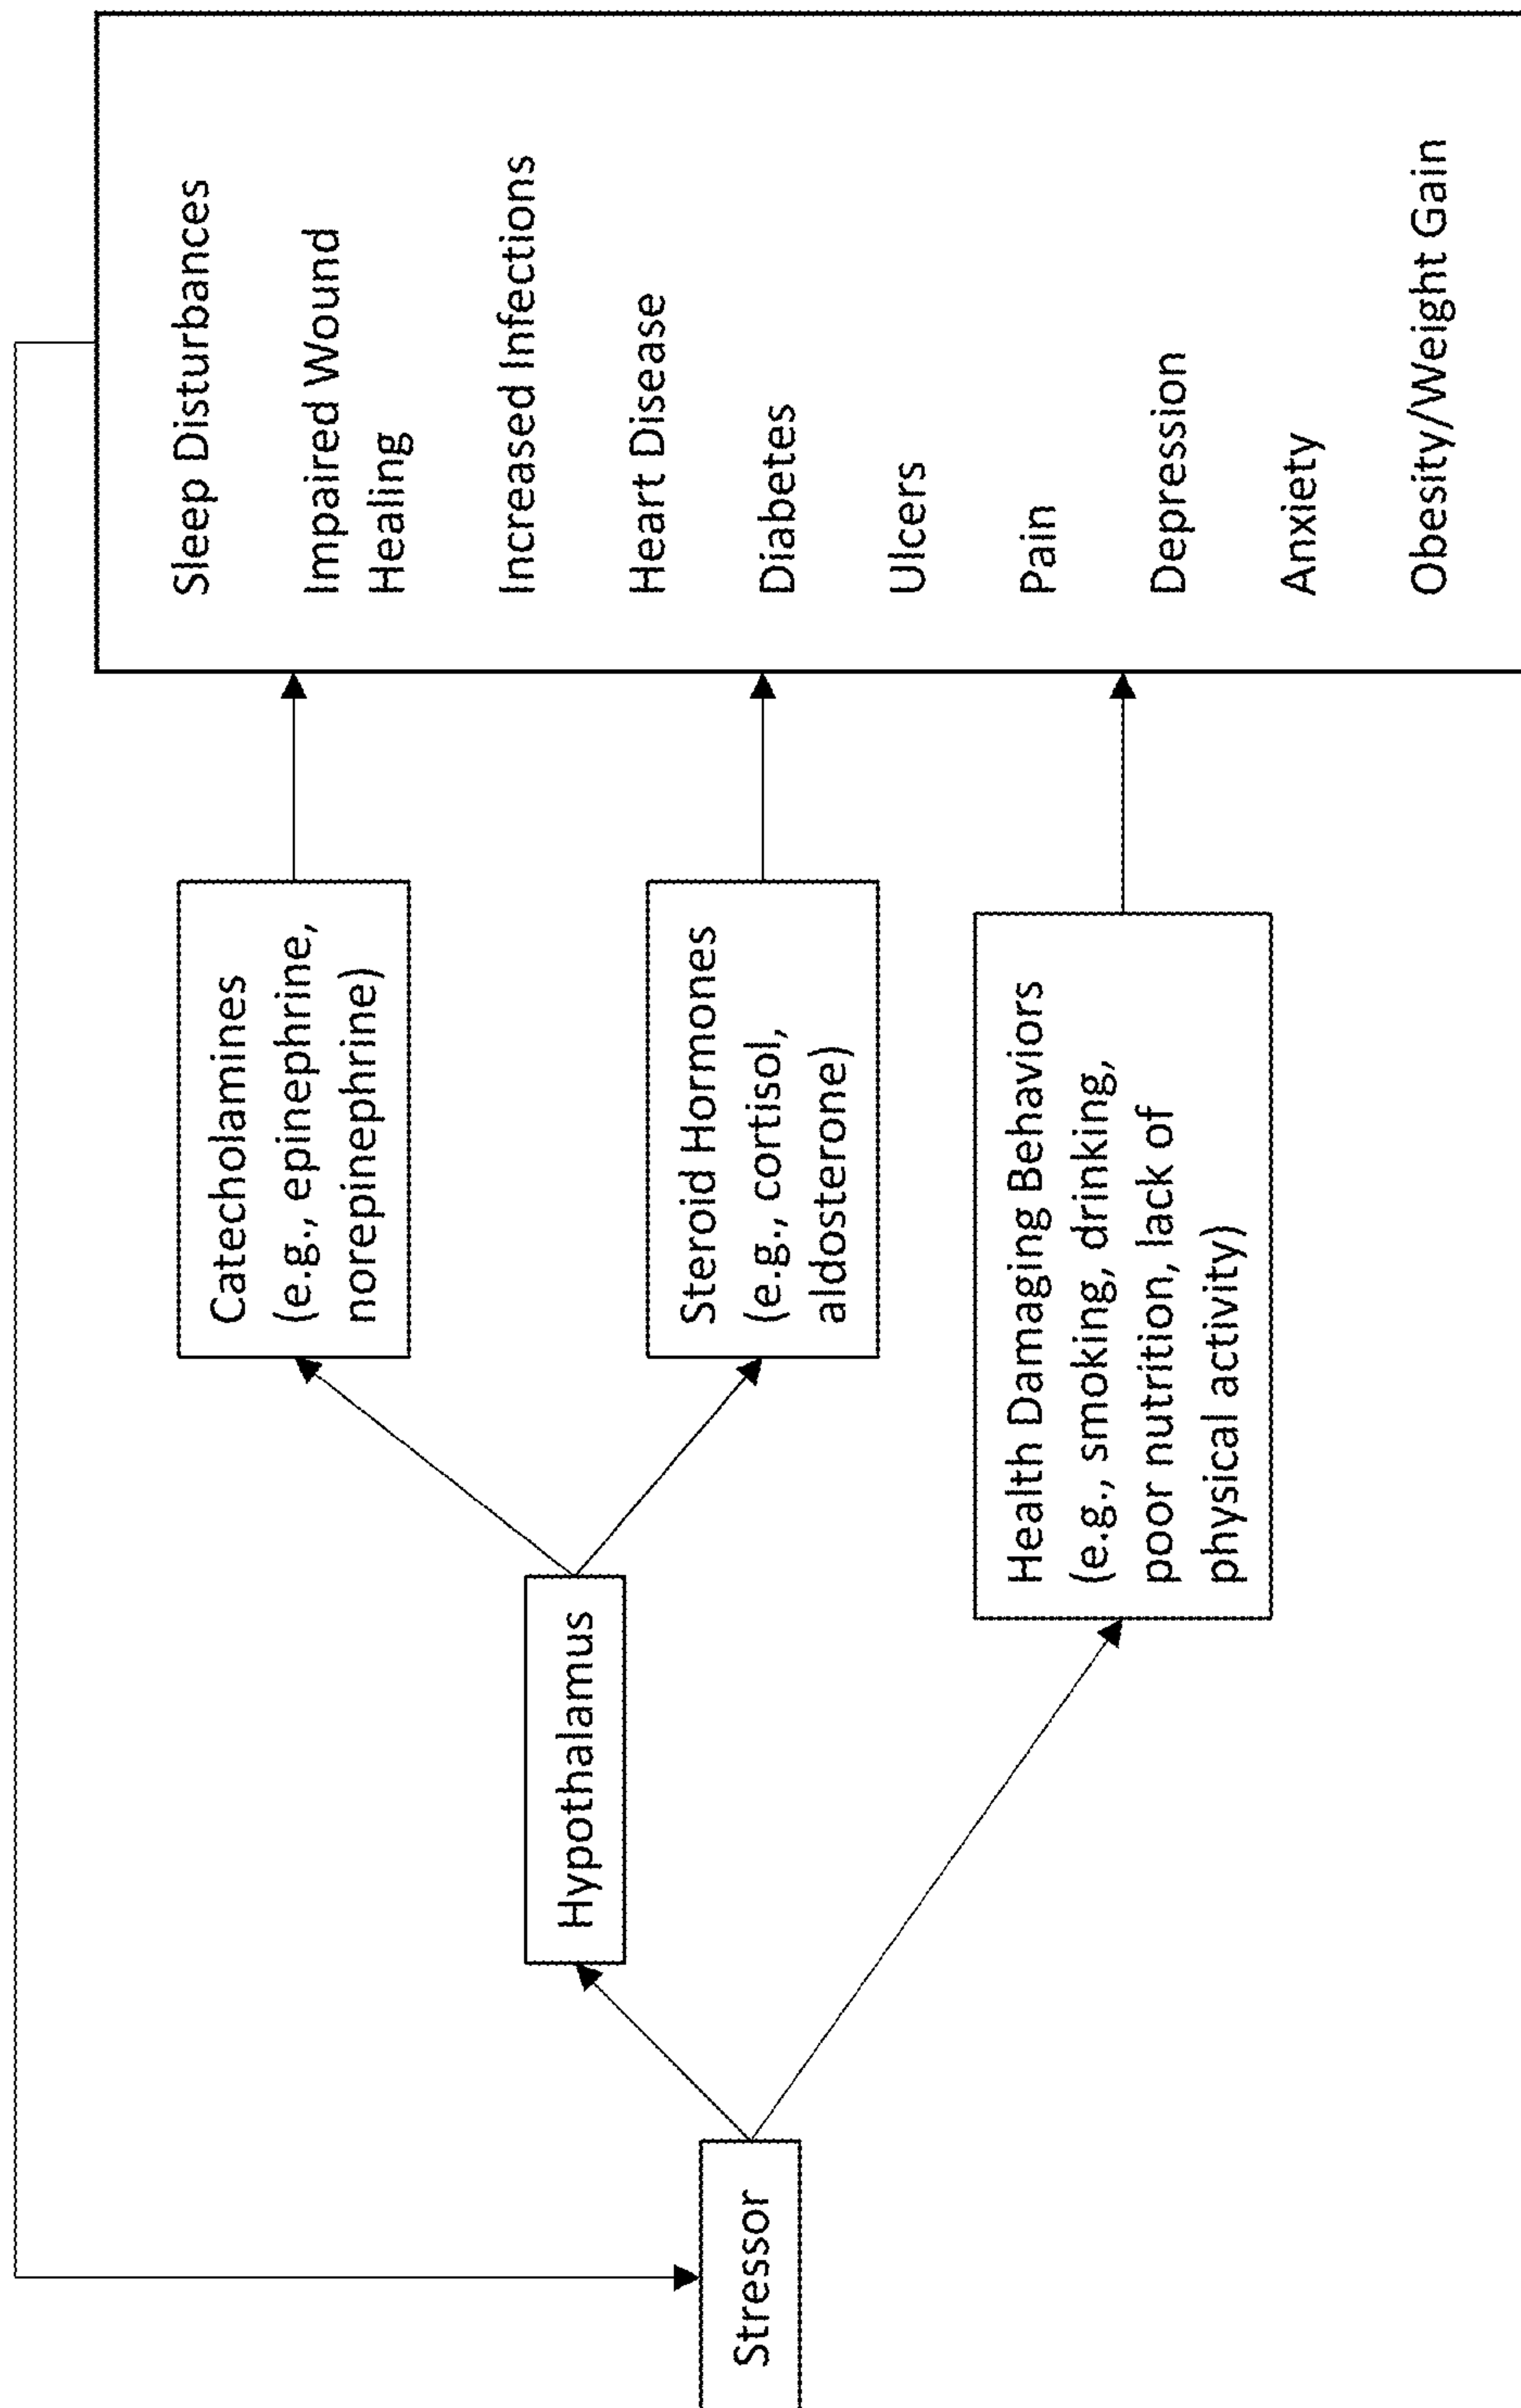 Stressor
Hypothalamus
Catecholamines
(e.g., epinephrine,
norepinephrine)
Steroid Hormones
(e.g., cortisol,
aldosterone)
Health Damaging Behaviors
(e.g., smoking, drinking,
poor nutrition, lack of
physical activity)
Sleep Disturbances
Impaired Wound
Healing
Increased Infections
Heart Disease
Diabetes
Ulcers
Pain
Depression
Anxiety
Obesity/Weight Gain